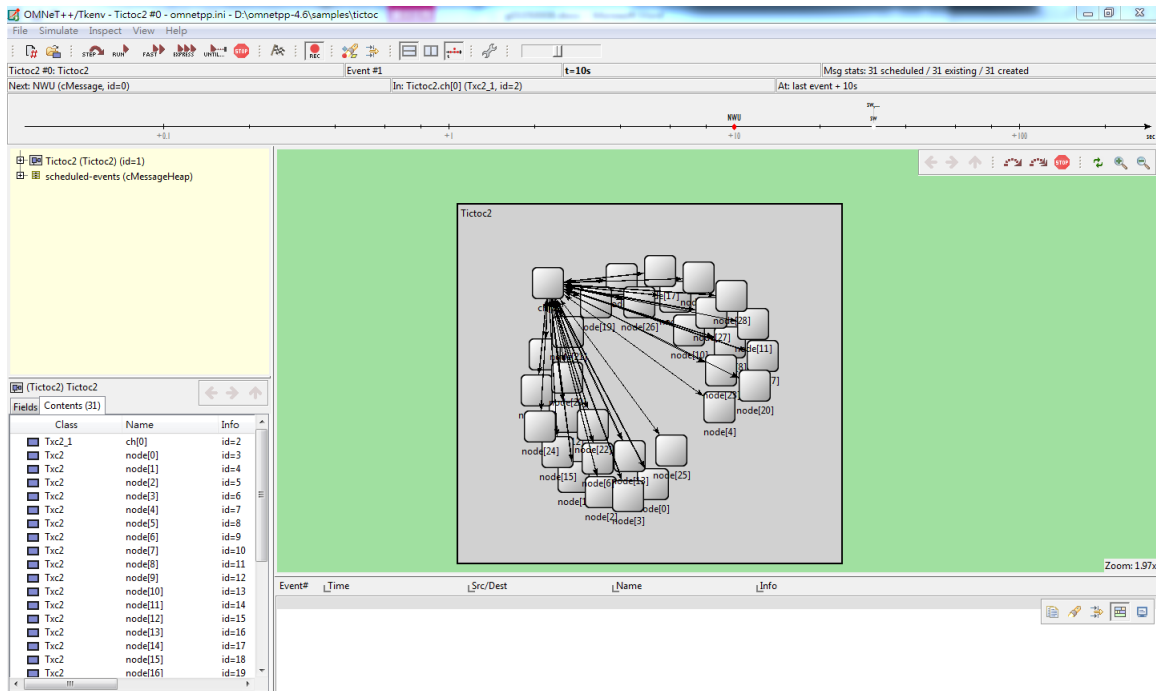 OMNeT++/Tkenv - Tictoc2 #0 - omnetpp.ini - D:\omnetpp-4.6\samples\tictoc
File Simulate Inspect View Help
STEP RUN FAST EXPRESS UNTIL... STOP REC
Tictoc2 #0: Tictoc2 Event #1 t=10s Msg stats: 31 scheduled / 31 existing / 31 created
Next: NWU (cMessage, id=0) In: Tictoc2.ch[0] (Txc2_1, id=2) At: last event + 10s
sw,...
NWU sw
+0.1 +1 +10 +100 sec
Tictoc2 (Tictoc2) (id=1)
scheduled-events (cMessageHeap)
STOP
Tictoc2
node[28]
node[19] node[26] node[27]
node[10] node[11]
node[20]
node[4]
node[24] node[22]
node[15] node[25]
node[0]
node[2] node[3]
Zoom: 1.97x
(Tictoc2) Tictoc2
Fields Contents (31)
Class Name Info
Txc2_1 ch[0] id=2
Txc2 node[0] id=3
Txc2 node[1] id=4
Txc2 node[2] id=5
Txc2 node[3] id=6
Txc2 node[4] id=7
Txc2 node[5] id=8
Txc2 node[6] id=9
Txc2 node[7] id=10
Txc2 node[8] id=11
Txc2 node[9] id=12
Txc2 node[10] id=13
Txc2 node[11] id=14
Txc2 node[12] id=15
Txc2 node[13] id=16
Txc2 node[14] id=17
Txc2 node[15] id=18
Txc2 node[16] id=19
Event# Time Src/Dest Name Info